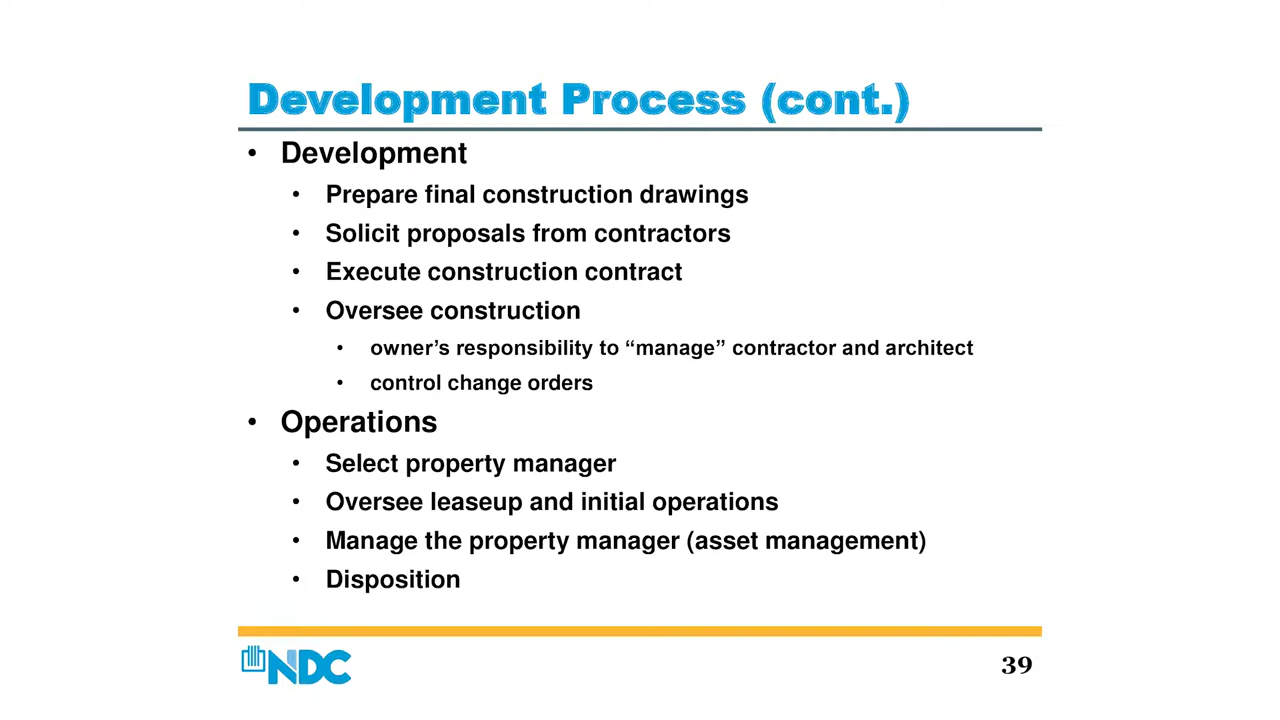 Development Process (cont.)
• Development
• Prepare final construction drawings
• Solicit proposals from contractors
• Execute construction contract
• Oversee construction
• owner’s responsibility to “manage” contractor and architect
• control change orders
• Operations
• Select property manager
• Oversee leaseup and initial operations
• Manage the property manager (asset management)
• Disposition
NDC
39